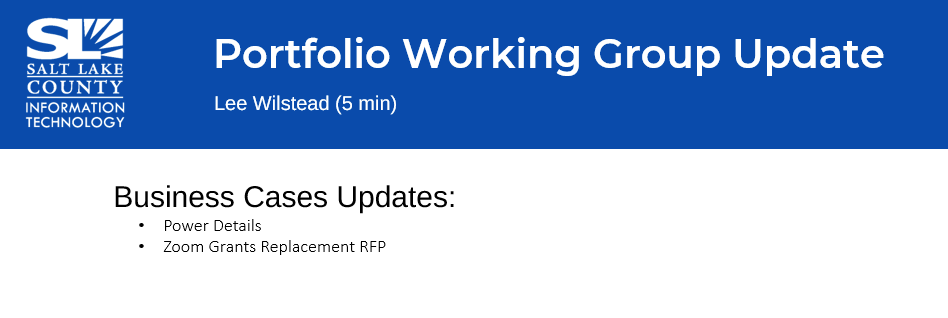 SL
SALT LAKE
COUNTY
INFORMATION
TECHNOLOGY
Portfolio Working Group Update
Lee Wilstead (5 min)
Business Cases Updates:
• Power Details
• Zoom Grants Replacement RFP